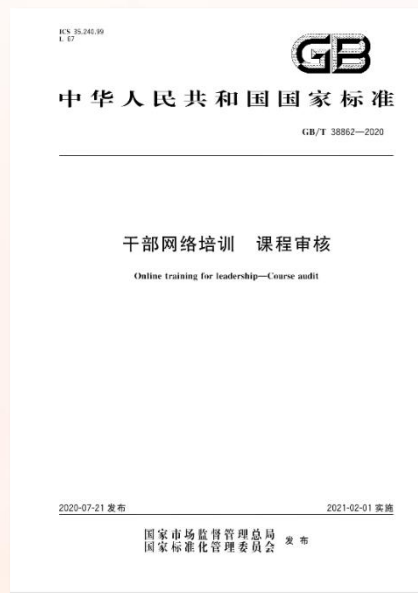 ICS 35.240.99
L 67
GB
中华人民共和国国家标准
GB/T 38862—2020
干部网络培训 课程审核
Online training for leadership—Course audit
2020-07-21 发布
2021-02-01 实施
国家市场监督管理总局
国家标准化管理委员会 发布